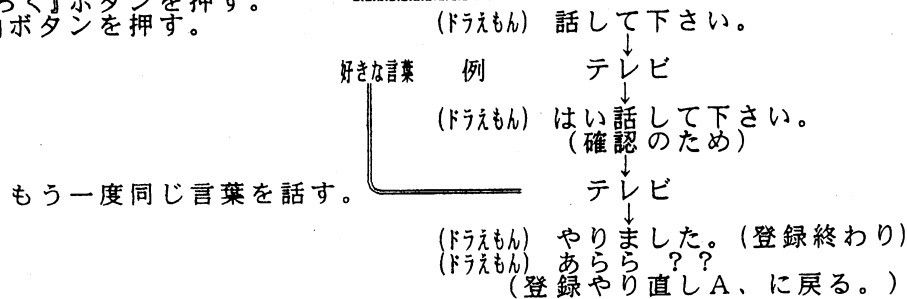 ろく』ボタンを押す。
ボタンを押す。
(ドラえもん) 話して下さい。
↓
好きな言葉 例 テレビ
↓
(ドラえもん) はい話して下さい。
(確認のため)
↓
もう一度同じ言葉を話す。 テレビ
↓
(ドラえもん) やりました。(登録終わり)
(ドラえもん) あらら ??
(登録やり直しA、に戻る。)